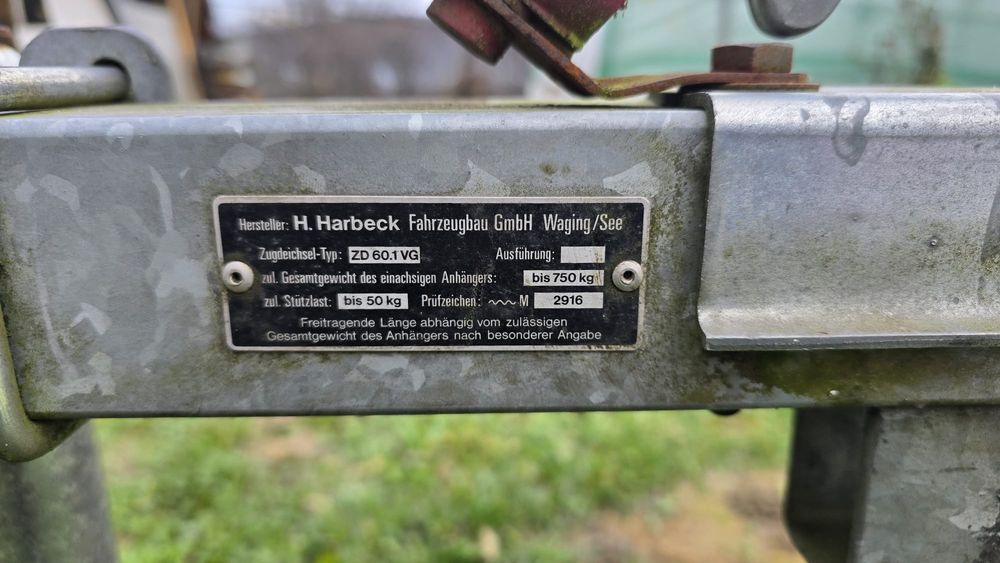 Hersteller: H. Harbeck Fahrzeugbau GmbH Waging/See
Zugdeichsel-Typ: ZD 60.1 VG Ausführung:
zul. Gesamtgewicht des einachsigen Anhängers: bis 750 kg
zul. Stützlast: bis 50 kg Prüfzeichen: ~~~ M 2916
Freitragende Länge abhängig vom zulässigen
Gesamtgewicht des Anhängers nach besonderer Angabe